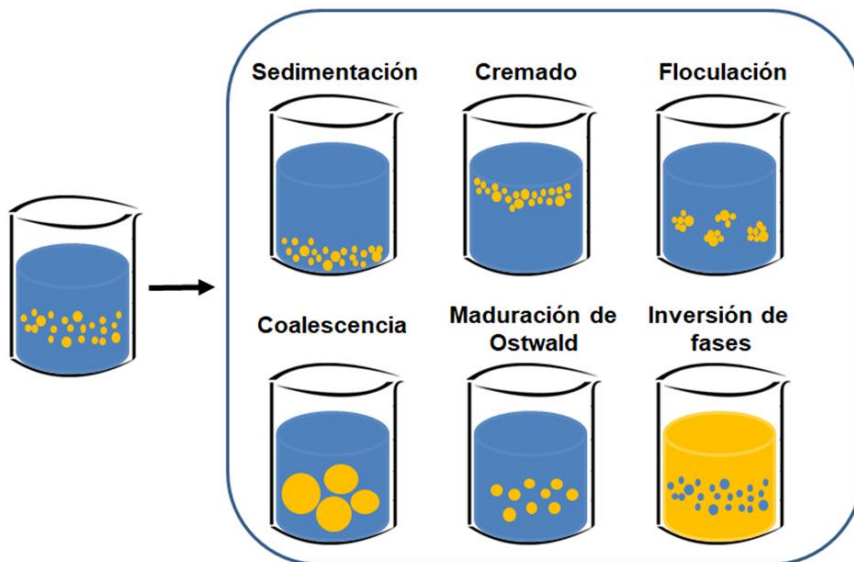 Sedimentación
Cremado
Floculación
Coalescencia
Maduración de
Ostwald
Inversión de
fases